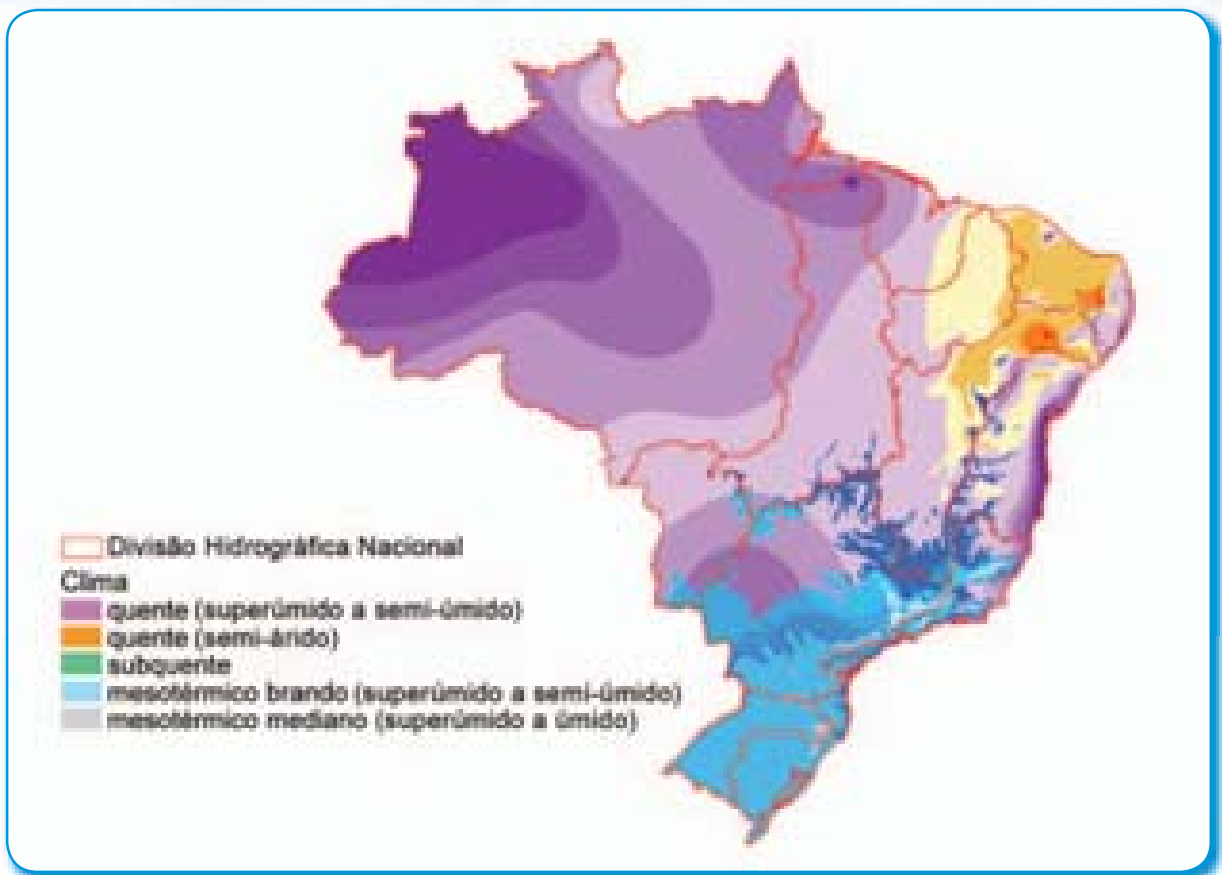 Divisão Hidrográfica Nacional
Clima
quente (superúmido a semi-úmido)
quente (semi-árido)
subquente
mesotérmico brando (superúmido a semi-úmido)
mesotérmico mediano (superúmido a úmido)